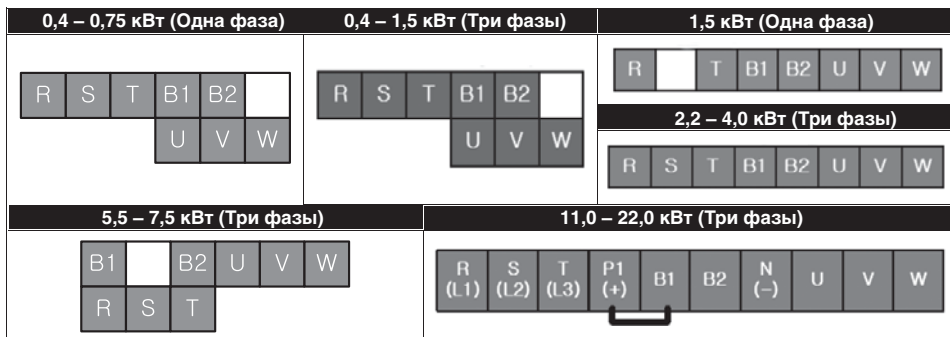 0,4 – 0,75 кВт (Одна фаза)
R S T B1 B2
U V W
0,4 – 1,5 кВт (Три фазы)
R S T B1 B2
U V W
1,5 кВт (Одна фаза)
R T B1 B2 U V W
2,2 – 4,0 кВт (Три фазы)
R S T B1 B2 U V W
5,5 – 7,5 кВт (Три фазы)
B1 B2 U V W
R S T
11,0 – 22,0 кВт (Три фазы)
R S T P1 B1 B2 N U V W
(L1) (L2) (L3) (+) (–)